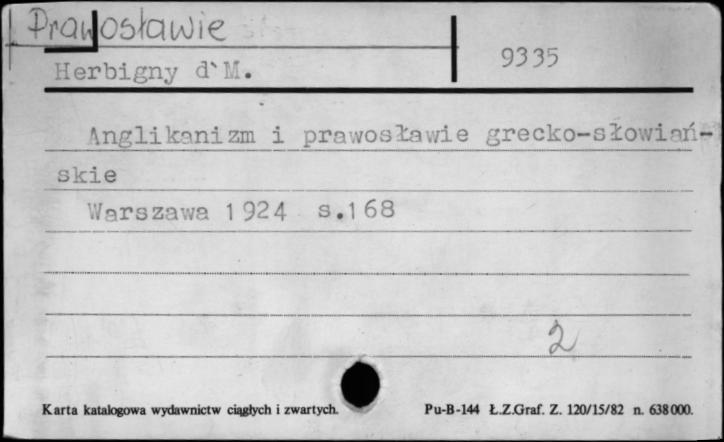 Prawosławie
Herbigny d`M.
9335
Anglikanizm i prawosławie grecko-słowiań-
skie
Warszawa 1924 s.168
2
Karta katalogowa wydawnictw ciągłych i zwartych.
Pu-B-144 Ł.Z.Graf. Z. 120/15/82 n. 638000.